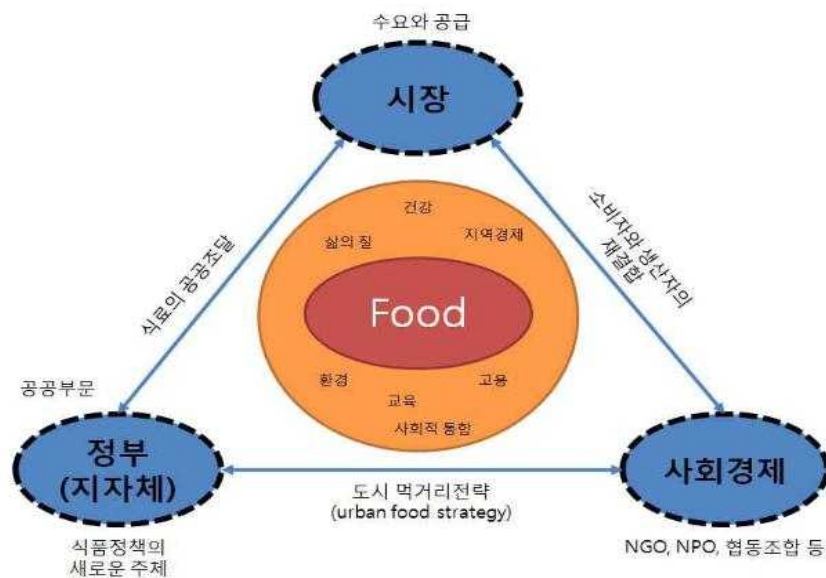 수요와 공급
시장
식료의 공공조달
소비자와 생산자의
재결합
건강
삶의 질
지역경제
Food
환경
고용
교육
사회적 통합
공공부문
정부
(지자체)
식품정책의
새로운 주체
도시 먹거리전략
(urban food strategy)
사회경제
NGO, NPO, 협동조합 등